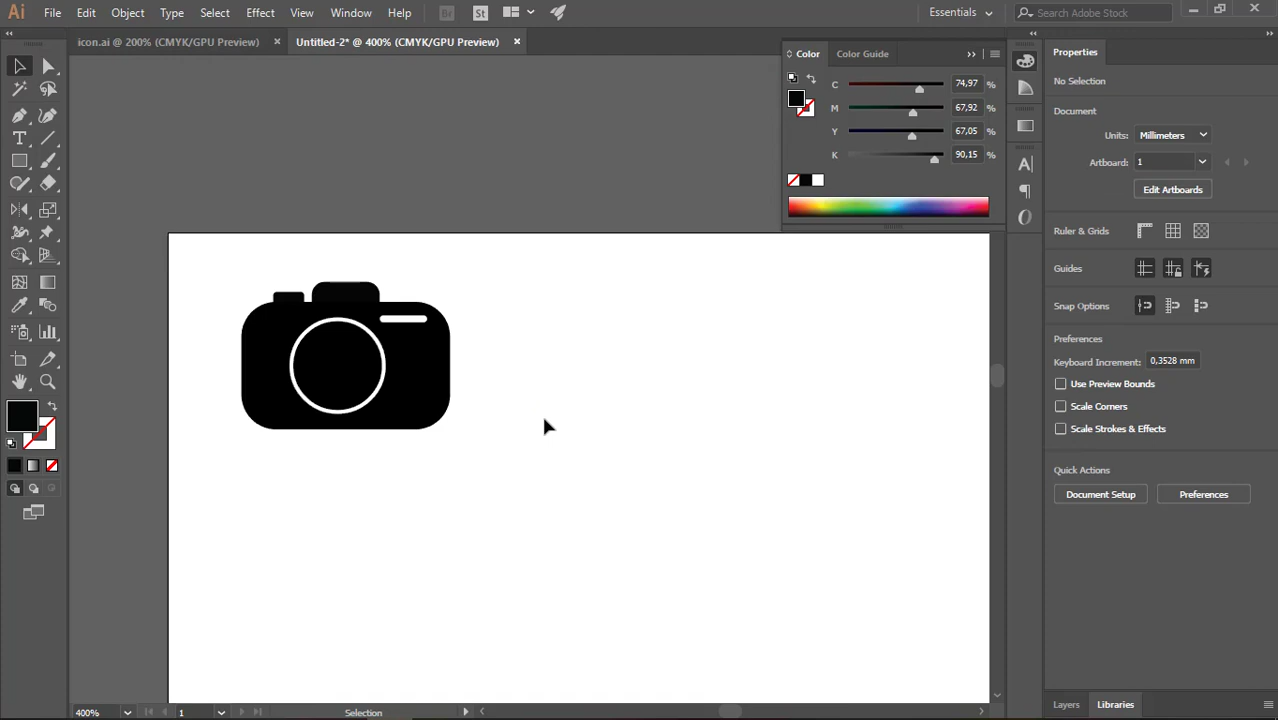 Ai File Edit Object Type Select Effect View Window Help Br St Essentials Search Adobe Stock
icon.ai @ 200% (CMYK/GPU Preview) × Untitled-2* @ 400% (CMYK/GPU Preview) ×
Color Color Guide
C 74,97 %
M 67,92 %
Y 67,05 %
K 90,15 %
Properties
No Selection
Document
Units: Millimeters
Artboard: 1
Edit Artboards
Ruler & Grids
Guides
Snap Options
Preferences
Keyboard Increment: 0,3528 mm
Use Preview Bounds
Scale Corners
Scale Strokes & Effects
Quick Actions
Document Setup Preferences
Layers Libraries
400% 1 Selection